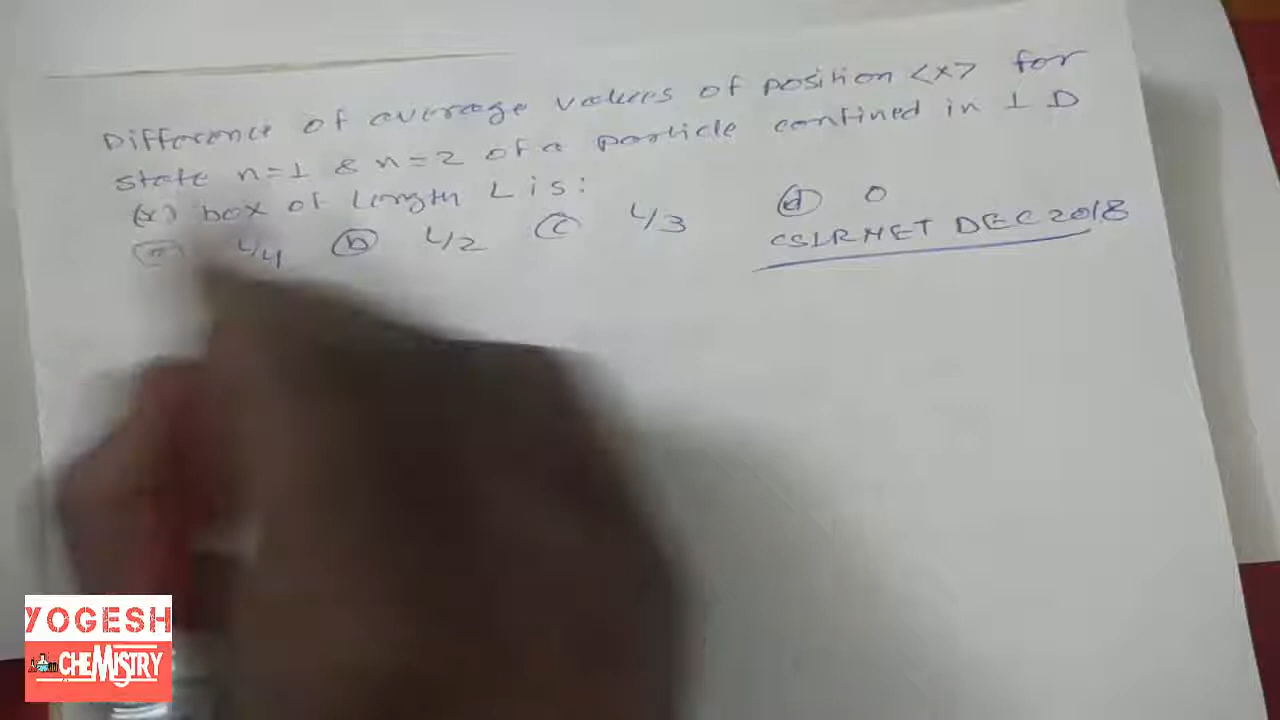 Difference of average values of position <x> for
state n=1 & n=2 of a particle confined in 1 D
(x) box of length L is:
(a) L/4 (b) L/2 (c) L/3 (d) 0
CSIR NET DEC 2018
YOGESH
CHEMISTRY